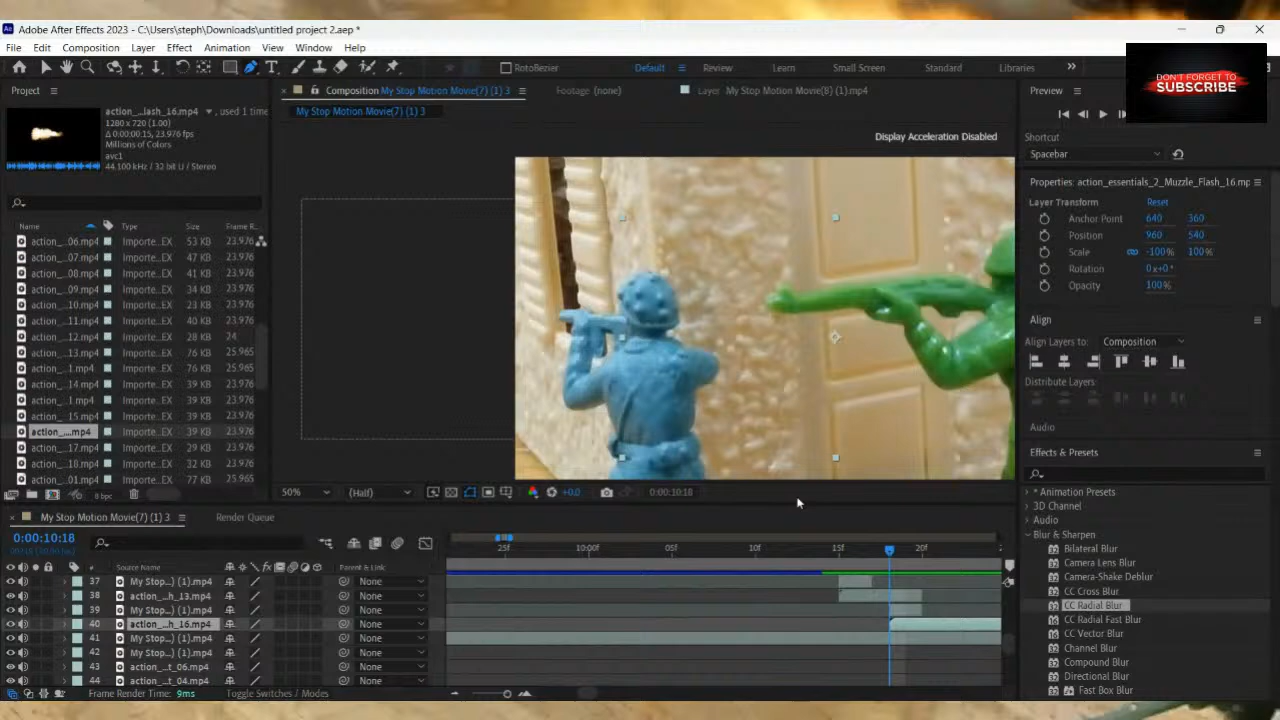 Adobe After Effects 2023 - C:\Users\steph\Downloads\untitled project 2.aep *
File Edit Composition Layer Effect Animation View Window Help
RotoBezier Default Review Learn Small Screen Standard Libraries
DON'T FORGET TO
SUBSCRIBE
Project
Composition My Stop Motion Movie(7) (1) 3
Footage (none)
Layer My Stop Motion Movie(8) (1).mp4
Preview
My Stop Motion Movie(7) (1) 3
action_...lash_16.mp4 , used 1 time
1280 x 720 (1.00)
Δ 0:00:00:15, 23.976 fps
Millions of Colors
avc1
44.100 kHz / 32 bit U / Stereo
Display Acceleration Disabled
Shortcut
Spacebar
Properties: action_essentials_2_Muzzle_Flash_16.mp
Layer Transform Reset
Anchor Point 640 360
Position 960 540
Scale -100% 100%
Rotation 0x+0°
Opacity 100%
Align
Align Layers to: Composition
Distribute Layers:
Audio
Effects & Presets
* Animation Presets
3D Channel
Audio
Blur & Sharpen
Bilateral Blur
Camera Lens Blur
Camera-Shake Deblur
CC Cross Blur
CC Radial Blur
CC Radial Fast Blur
CC Vector Blur
Channel Blur
Compound Blur
Directional Blur
Fast Box Blur
Name Type Size Frame R...
action_...06.mp4 Importe...EX 53 KB 23.976
action_...07.mp4 Importe...EX 47 KB 23.976
action_...08.mp4 Importe...EX 41 KB 23.976
action_...09.mp4 Importe...EX 34 KB 23.976
action_...10.mp4 Importe...EX 41 KB 23.976
action_...11.mp4 Importe...EX 40 KB 23.976
action_...12.mp4 Importe...EX 28 KB 24
action_...13.mp4 Importe...EX 39 KB 25.965
action_...1.mp4 Importe...EX 76 KB 25.965
action_...14.mp4 Importe...EX 39 KB 23.976
action_...1 mp4 Importe...EX 40 KB 23.976
action_...15.mp4 Importe...EX 39 KB 23.976
action_....mp4 Importe...EX 39 KB 23.976
action_...17.mp4 Importe...EX 29 KB 23.976
action_...18.mp4 Importe...EX 34 KB 23.976
action_...01.mp4 Importe...EX 77 KB 23.976
8 bpc
50% (Half) +0.0 0:00:10:18
My Stop Motion Movie(7) (1) 3
Render Queue
0:00:10:18
25f 10:00f 05f 10f 15f 20f 2
# Source Name Parent & Link
37 My Stop...) (1).mp4 None
38 action_...h_13.mp4 None
39 My Stop...) (1).mp4 None
40 action_...h_16.mp4 None
41 My Stop...) (1).mp4 None
42 My Stop...) (1).mp4 None
43 action_...t_06.mp4 None
44 action_...t_04.mp4 None
Frame Render Time: 9ms
Toggle Switches / Modes